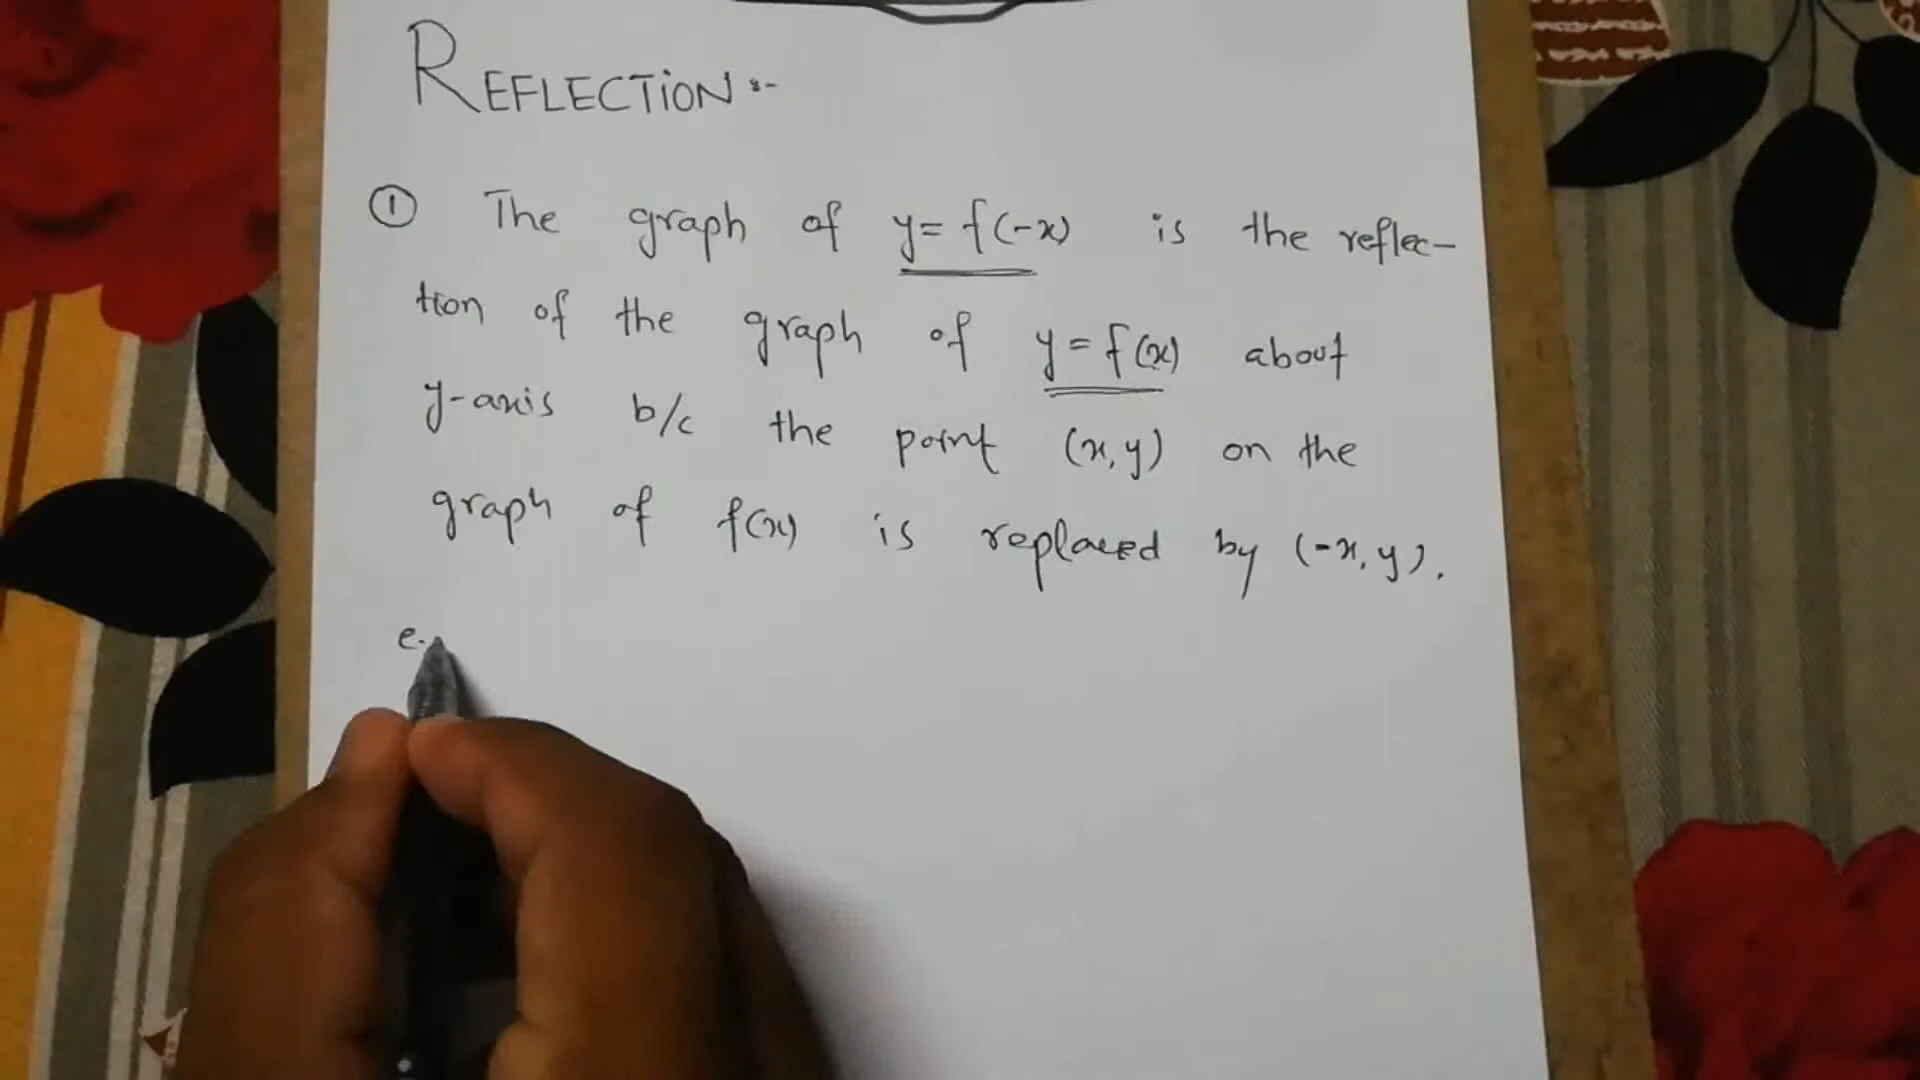 REFLECTiON :-
① The graph of y= f(-x) is the reflec-
tion of the graph of y = f(x) about
y-axis b/c the point (x,y) on the
graph of f(x) is replaced by (-x, y).
e.